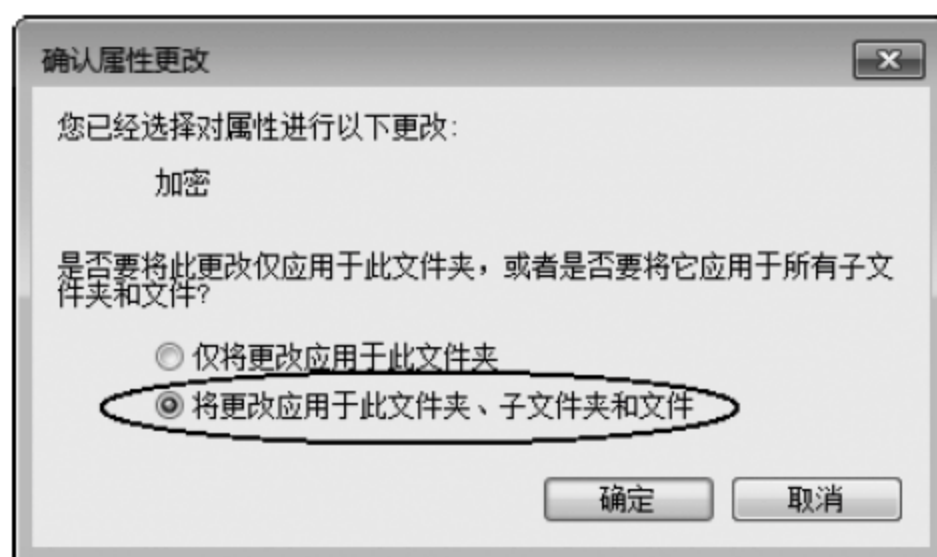 确认属性更改
您已经选择对属性进行以下更改:
加密
是否要将此更改仅应用于此文件夹，或者是否要将它应用于所有子文
件夹和文件?
仅将更改应用于此文件夹
将更改应用于此文件夹、子文件夹和文件
确定 取消